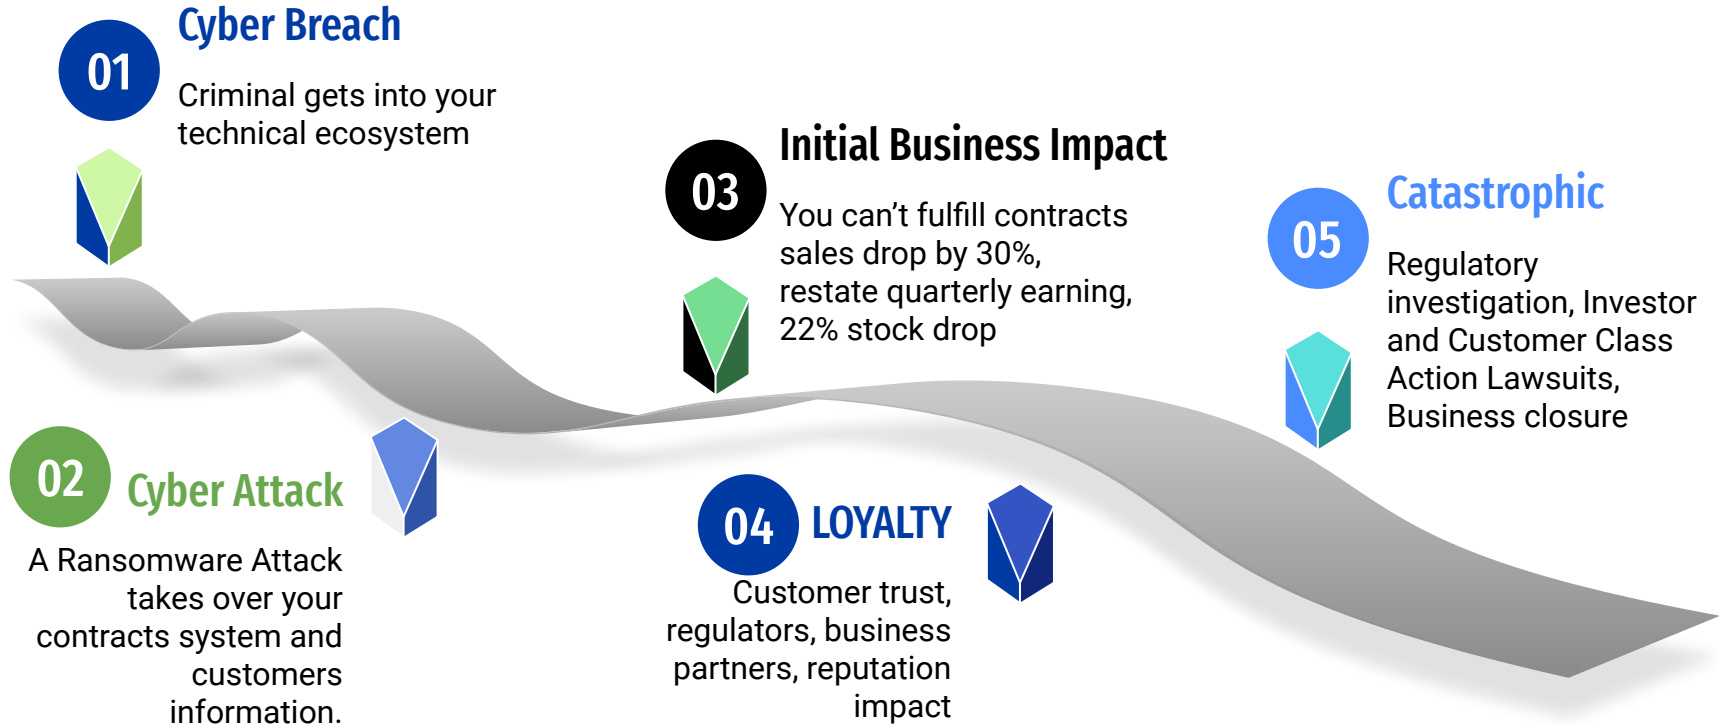 01
Cyber Breach
Criminal gets into your
technical ecosystem
02
Cyber Attack
A Ransomware Attack
takes over your
contracts system and
customers
information.
03
Initial Business Impact
You can’t fulfill contracts
sales drop by 30%,
restate quarterly earning,
22% stock drop
04
LOYALTY
Customer trust,
regulators, business
partners, reputation
impact
05
Catastrophic
Regulatory
investigation, Investor
and Customer Class
Action Lawsuits,
Business closure